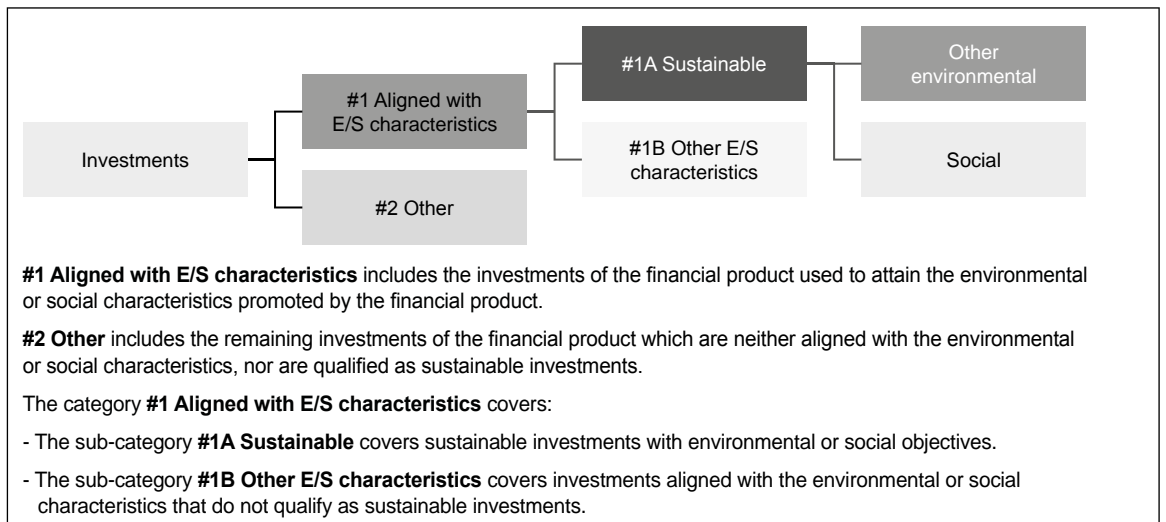 #1A Sustainable
Other
environmental
#1 Aligned with
E/S characteristics
Investments
#1B Other E/S
characteristics
Social
#2 Other
#1 Aligned with E/S characteristics includes the investments of the financial product used to attain the environmental
or social characteristics promoted by the financial product.
#2 Other includes the remaining investments of the financial product which are neither aligned with the environmental
or social characteristics, nor are qualified as sustainable investments.
The category #1 Aligned with E/S characteristics covers:
- The sub-category #1A Sustainable covers sustainable investments with environmental or social objectives.
- The sub-category #1B Other E/S characteristics covers investments aligned with the environmental or social
characteristics that do not qualify as sustainable investments.